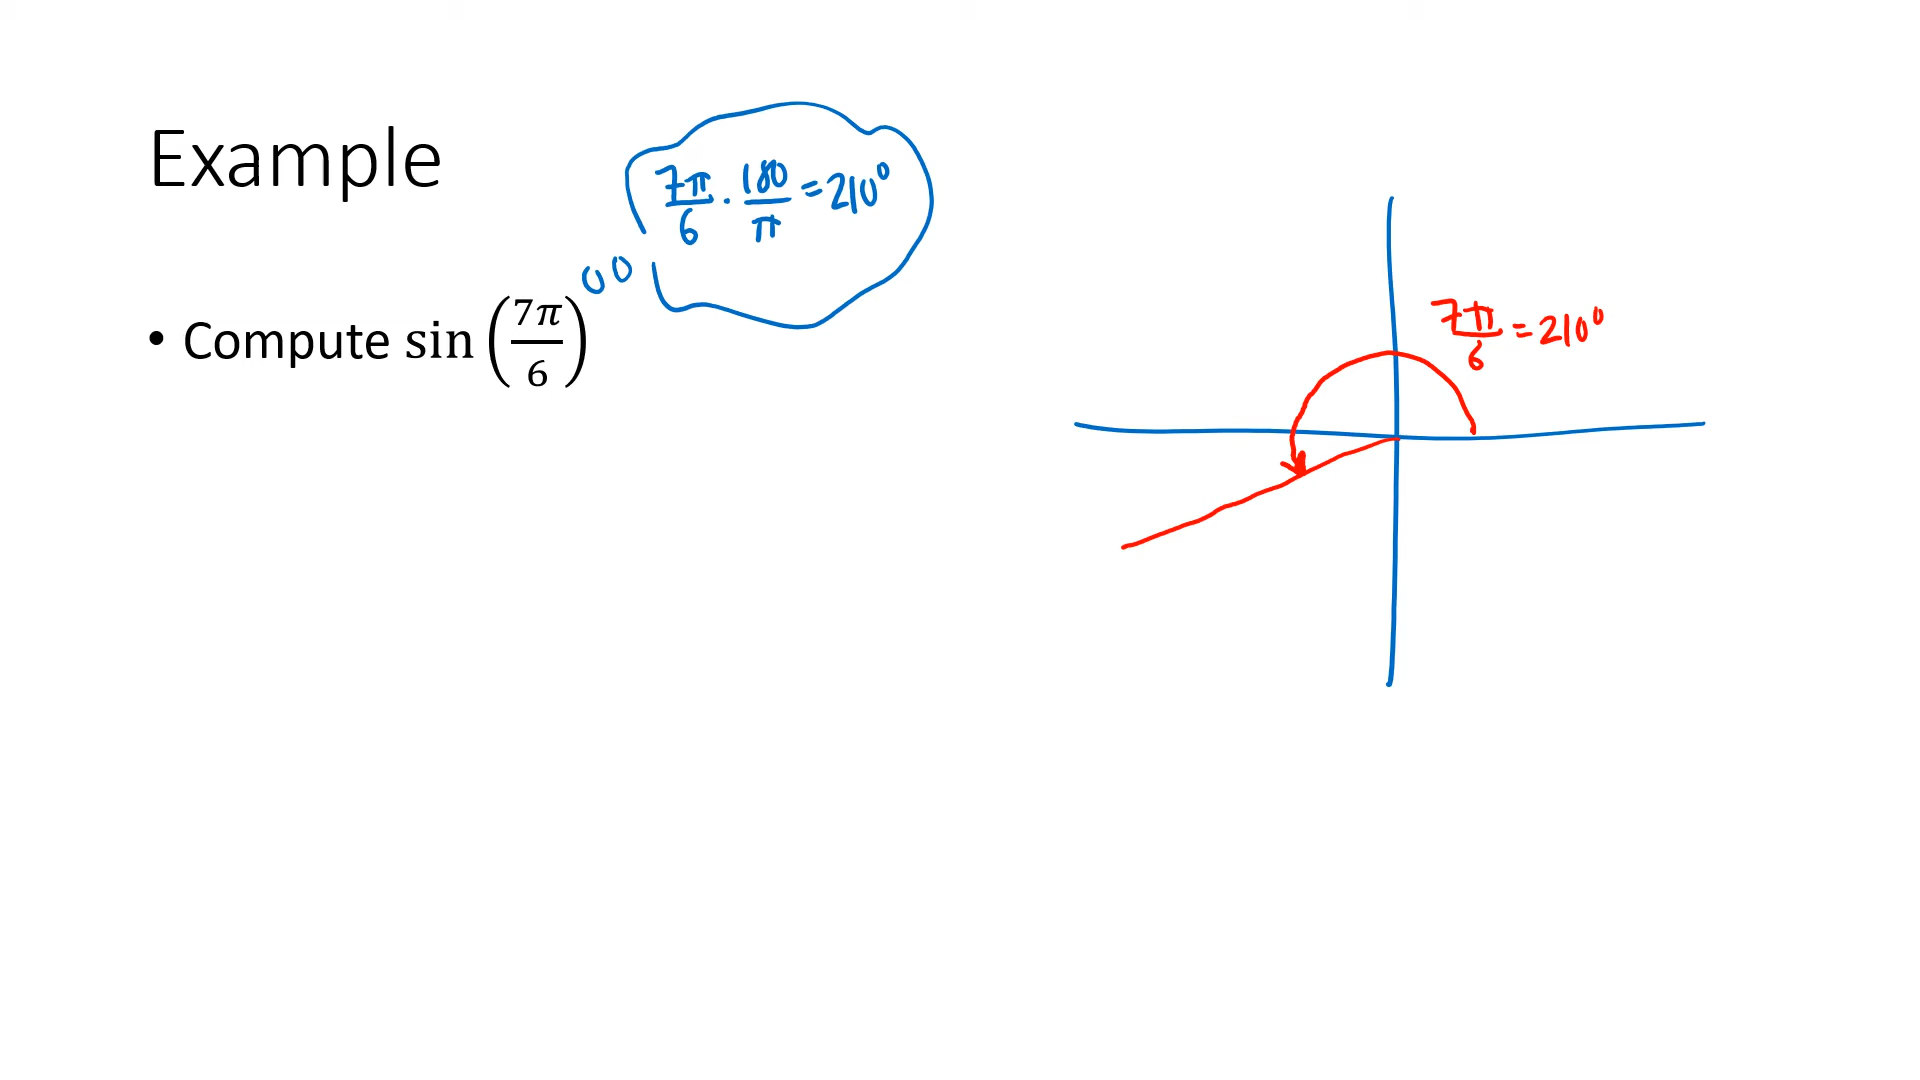 Example
7π/6 · 180/π = 210°
• Compute sin(7π/6)
7π/6 = 210°